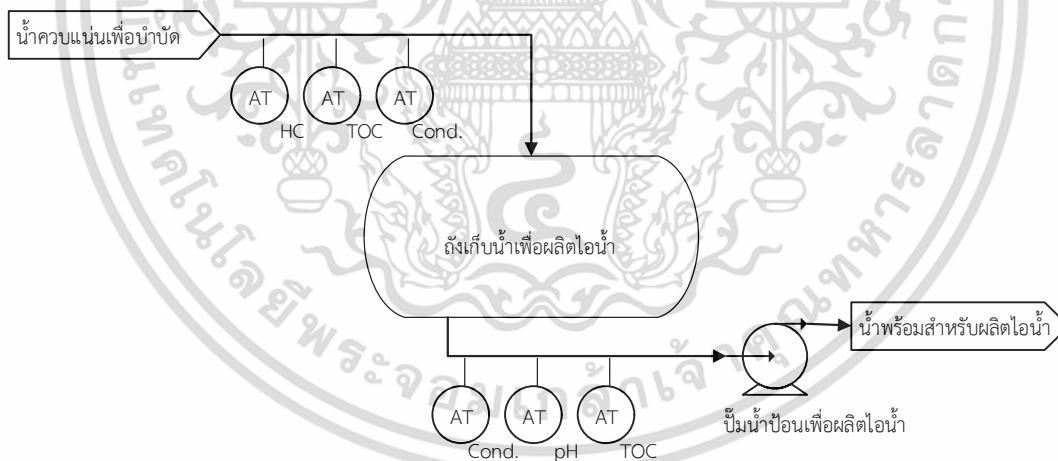 น้ำควบแน่นเพื่อบำบัด
AT AT AT
HC TOC Cond.
ถังเก็บน้ำเพื่อผลิตไอน้ำ
น้ำพร้อมสำหรับผลิตไอน้ำ
AT AT AT
Cond. pH TOC
ปั๊มน้ำป้อนเพื่อผลิตไอน้ำ